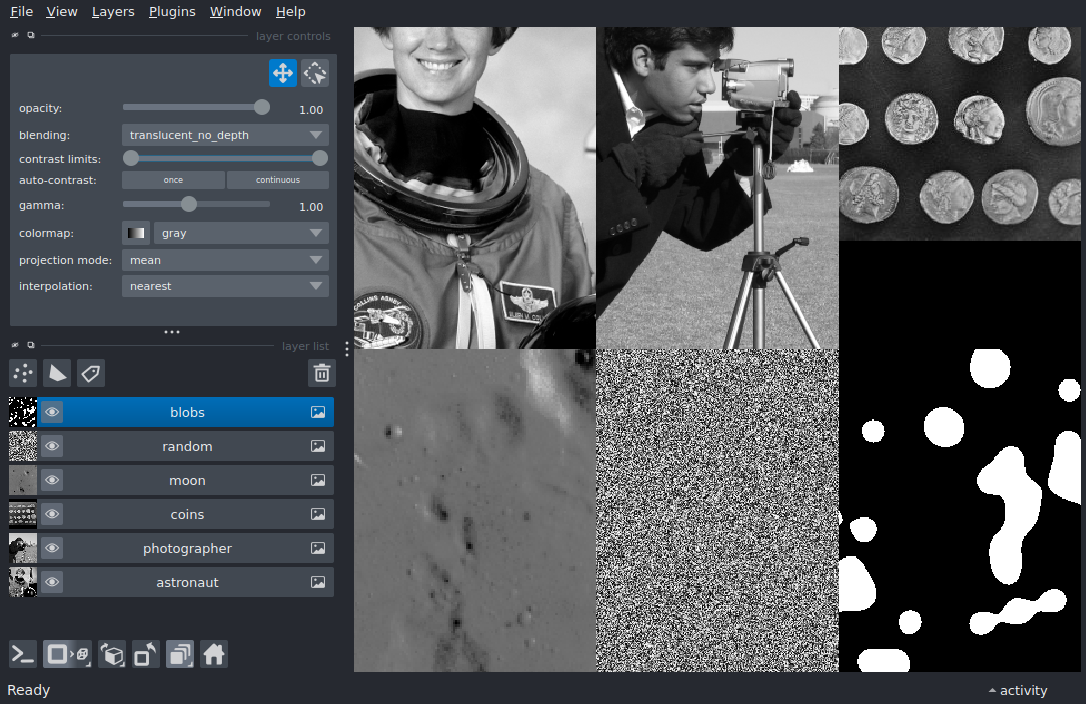 File View Layers Plugins Window Help
layer controls
opacity: 1.00
blending: translucent_no_depth
contrast limits:
auto-contrast: once continuous
gamma: 1.00
colormap: gray
projection mode: mean
interpolation: nearest
layer list
blobs
random
moon
coins
photographer
astronaut
COLLINS
Ready
activity